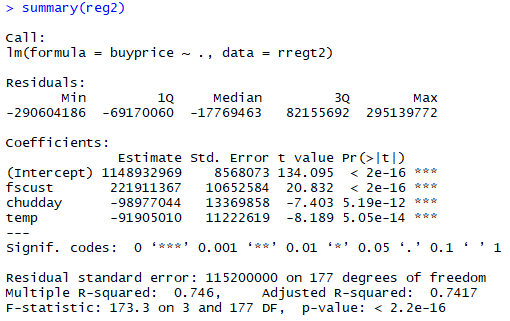 > summary(reg2)
Call:
lm(formula = buyprice ~ ., data = rregt2)
Residuals:
Min 1Q Median 3Q Max
-290604186 -69170060 -17769463 82155692 295139772
Coefficients:
Estimate Std. Error t value Pr(>|t|)
(Intercept) 1148932969 8568073 134.095 < 2e-16 ***
fscust 221911367 10652584 20.832 < 2e-16 ***
chudday -98977044 13369858 -7.403 5.19e-12 ***
temp -91905010 11222619 -8.189 5.05e-14 ***
---
Signif. codes: 0 ‘***’ 0.001 ‘**’ 0.01 ‘*’ 0.05 ‘.’ 0.1 ‘ ’ 1
Residual standard error: 115200000 on 177 degrees of freedom
Multiple R-squared: 0.746, Adjusted R-squared: 0.7417
F-statistic: 173.3 on 3 and 177 DF, p-value: < 2.2e-16